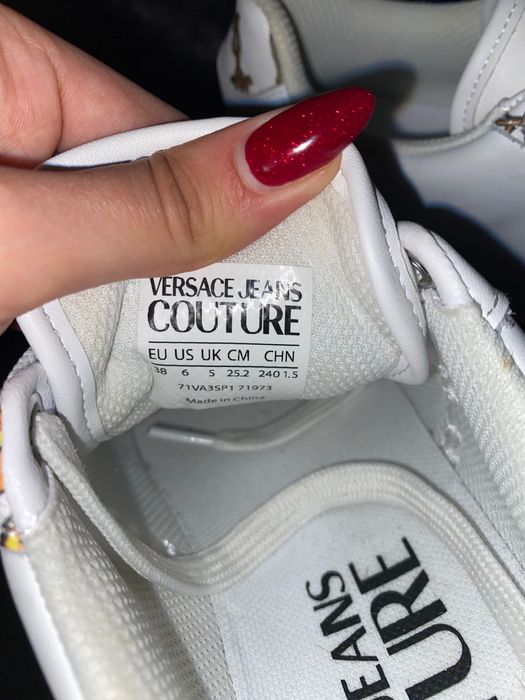 VERSACE JEANS
COUTURE
EU US UK CM CHN
38 6 5 25.2 240 1.5
71VA3SP1 71973
Made in China
JEANS
URE